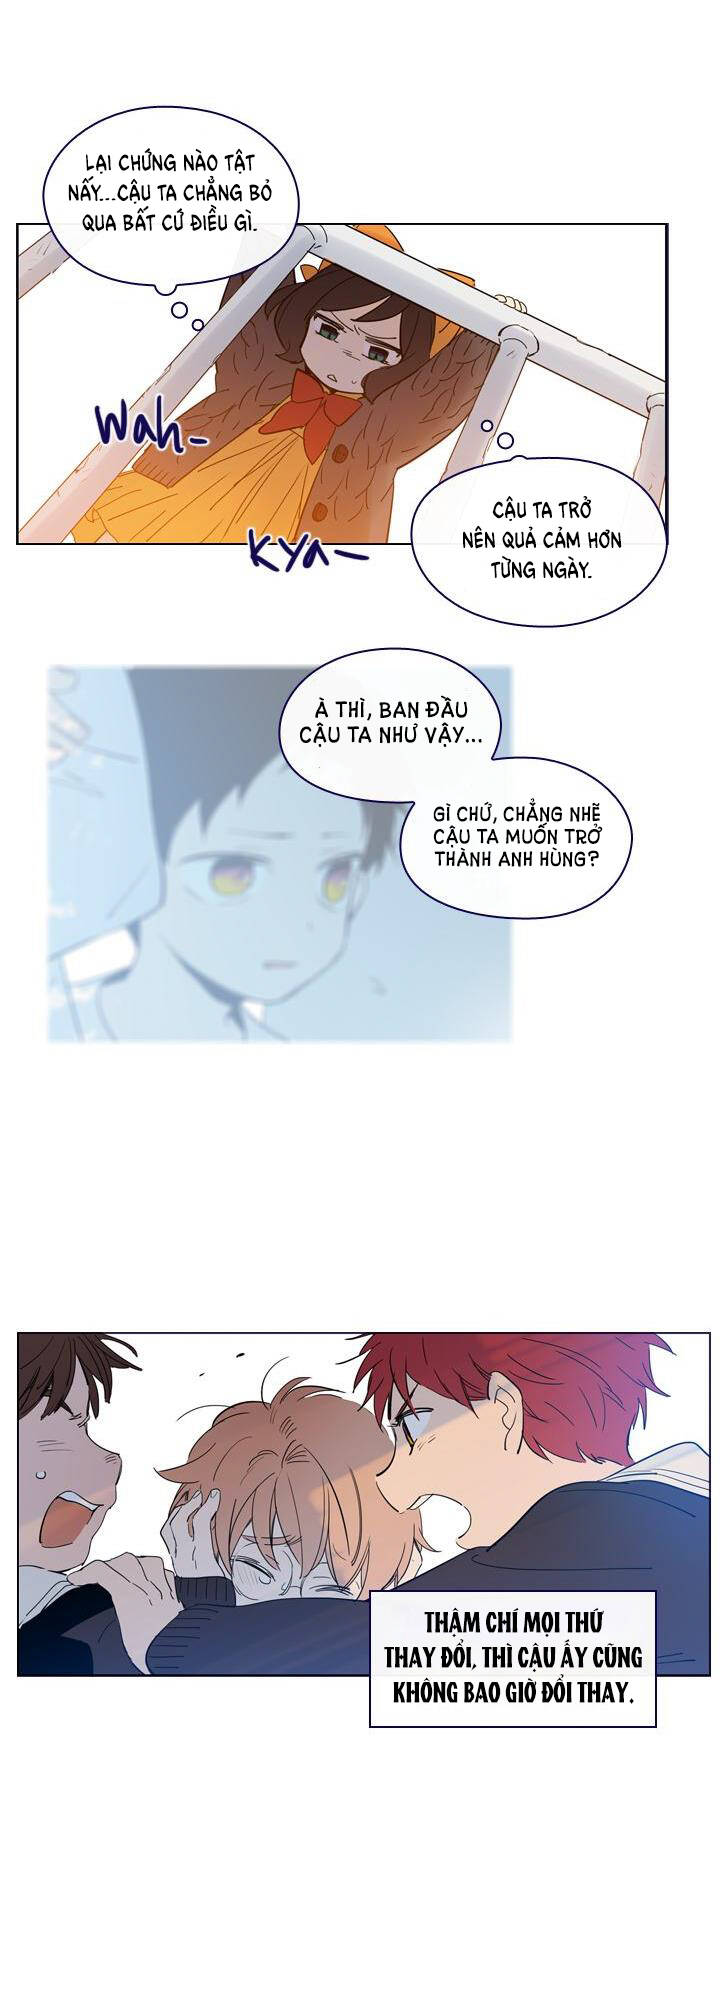 LẠI CHỨNG NÀO TẬT
NẤY...CẬU TA CHẲNG BỎ
QUA BẤT CỨ ĐIỀU GÌ.
Wah-
Kya-
CẬU TA TRỞ
NÊN QUẢ CẢM HƠN
TỪNG NGÀY.
À THÌ, BAN ĐẦU
CẬU TA NHƯ VẬY...
GÌ CHỨ, CHẲNG NHẼ
CẬU TA MUỐN TRỞ
THÀNH ANH HÙNG?
THẬM CHÍ MỌI THỨ
THAY ĐỔI, THÌ CẬU ẤY CŨNG
KHÔNG BAO GIỜ ĐỔI THAY.